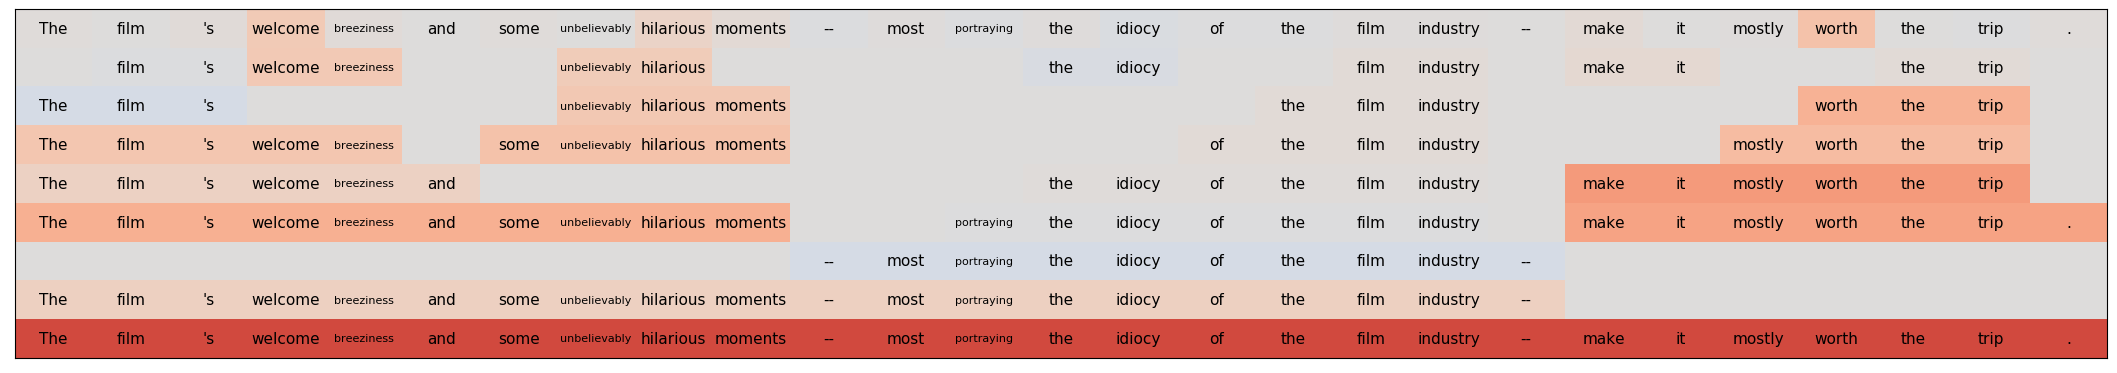 The film 's welcome breeziness and some unbelievably hilarious moments -- most portraying the idiocy of the film industry -- make it mostly worth the trip .
film 's welcome breeziness unbelievably hilarious the idiocy film industry make it the trip
The film 's unbelievably hilarious moments the film industry worth the trip
The film 's welcome breeziness some unbelievably hilarious moments of the film industry mostly worth the trip
The film 's welcome breeziness and the idiocy of the film industry make it mostly worth the trip
The film 's welcome breeziness and some unbelievably hilarious moments portraying the idiocy of the film industry make it mostly worth the trip .
-- most portraying the idiocy of the film industry --
The film 's welcome breeziness and some unbelievably hilarious moments -- most portraying the idiocy of the film industry --
The film 's welcome breeziness and some unbelievably hilarious moments -- most portraying the idiocy of the film industry -- make it mostly worth the trip .